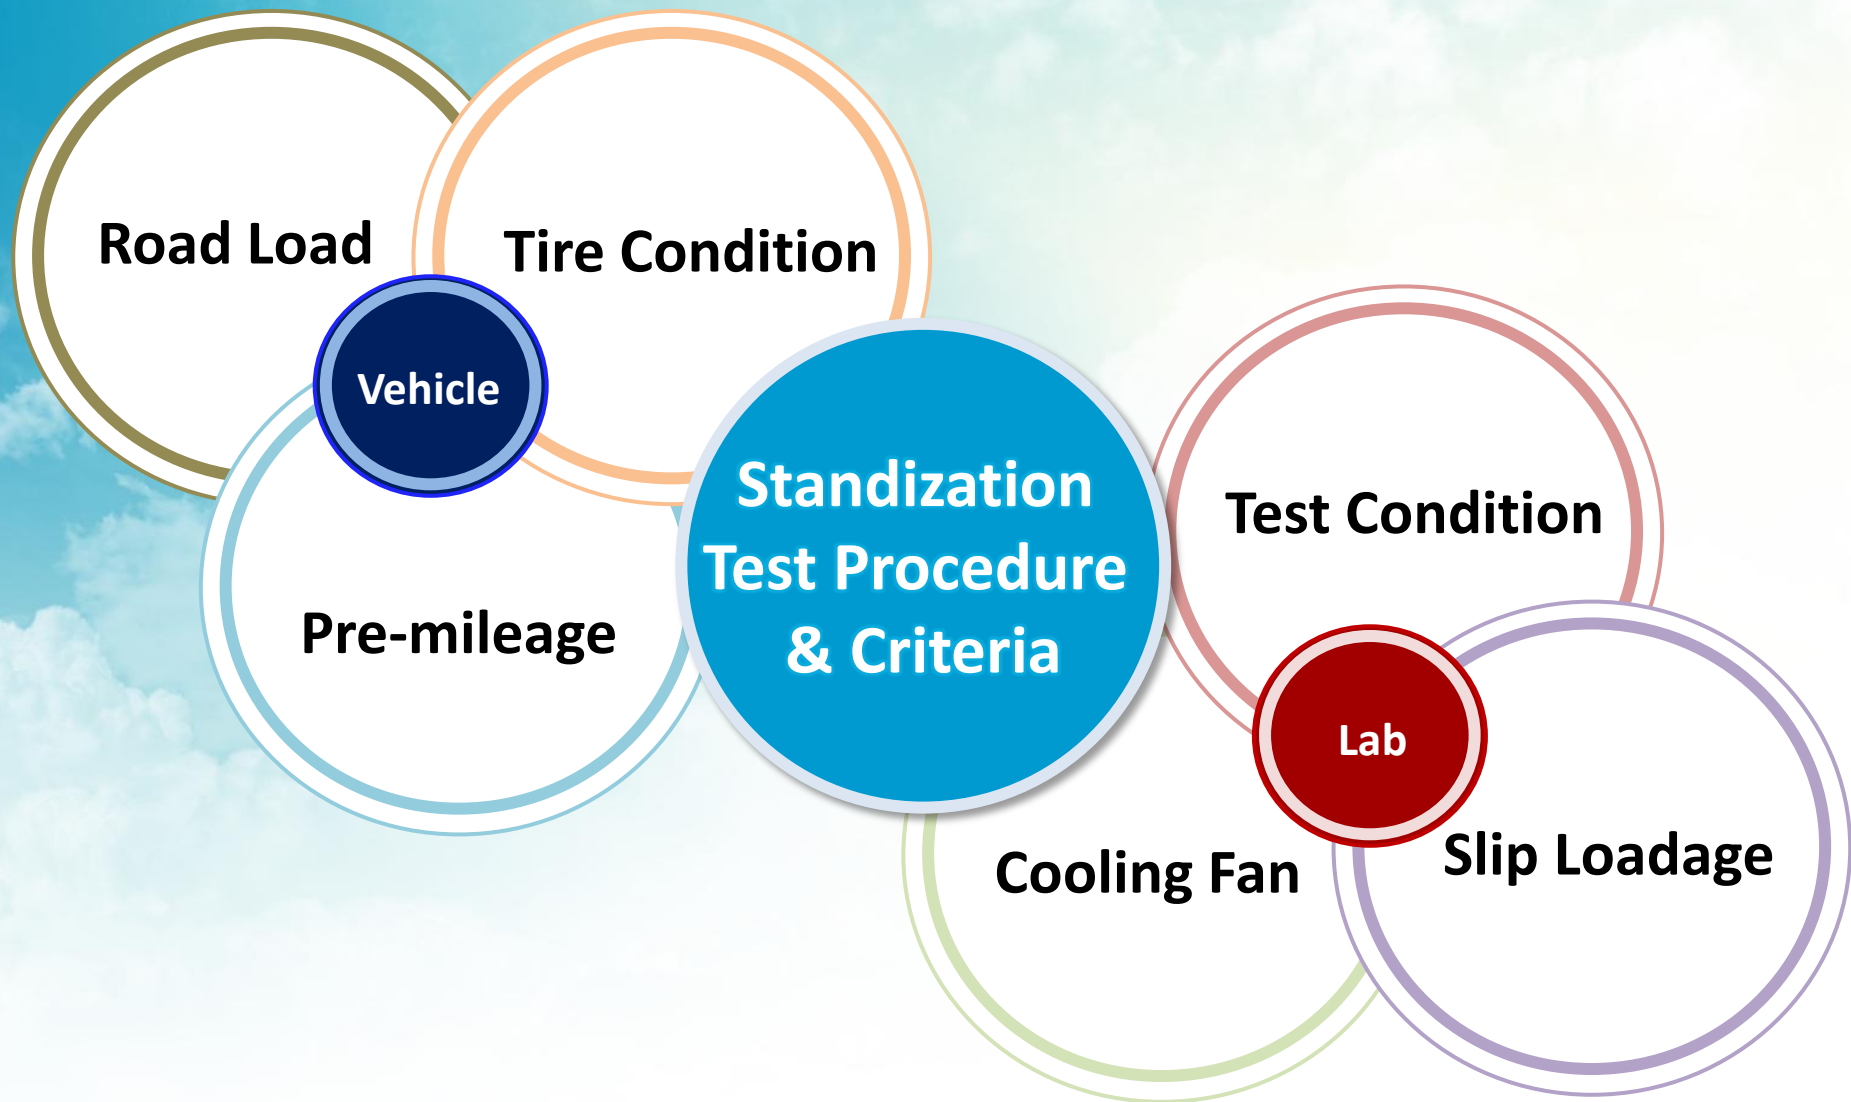 Road Load
Tire Condition
Vehicle
Pre-mileage
Standization
Test Procedure
& Criteria
Test Condition
Lab
Cooling Fan
Slip Loadage